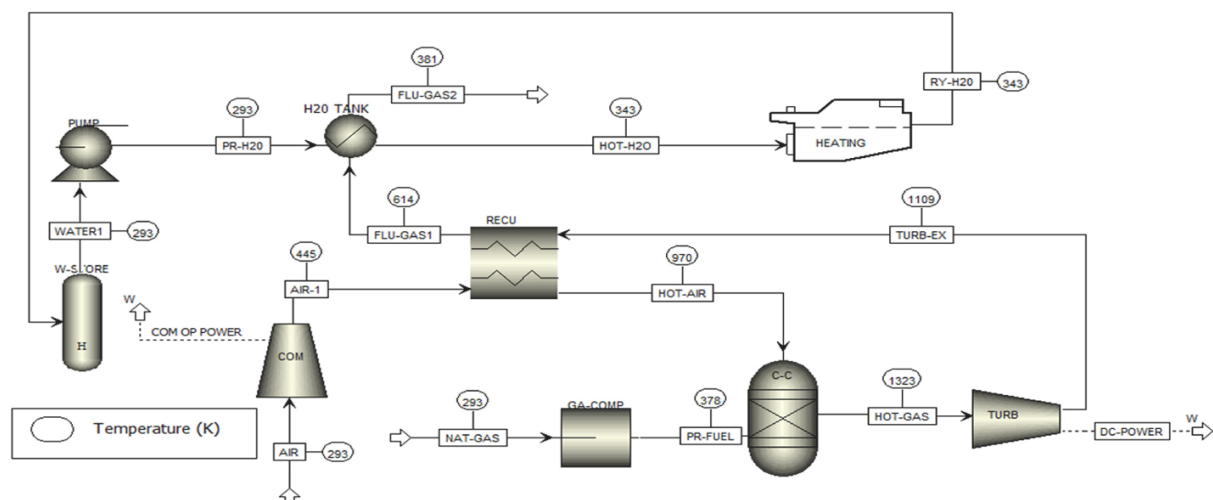 381
FLU-GAS2
RY-H20
343
H20 TANK
293
343
PUMP
PR-H20
HOT-H2O
HEATING
614
1109
WATER1
293
FLU-GAS1
RECU
TURB-EX
445
970
W-STORE
AIR-1
HOT-AIR
W
COM OP POWER
H
COM
C-C
1323
293
GA-COMP
378
HOT-GAS
TURB
W
Temperature (K)
NAT-GAS
PR-FUEL
DC-POWER
AIR
293